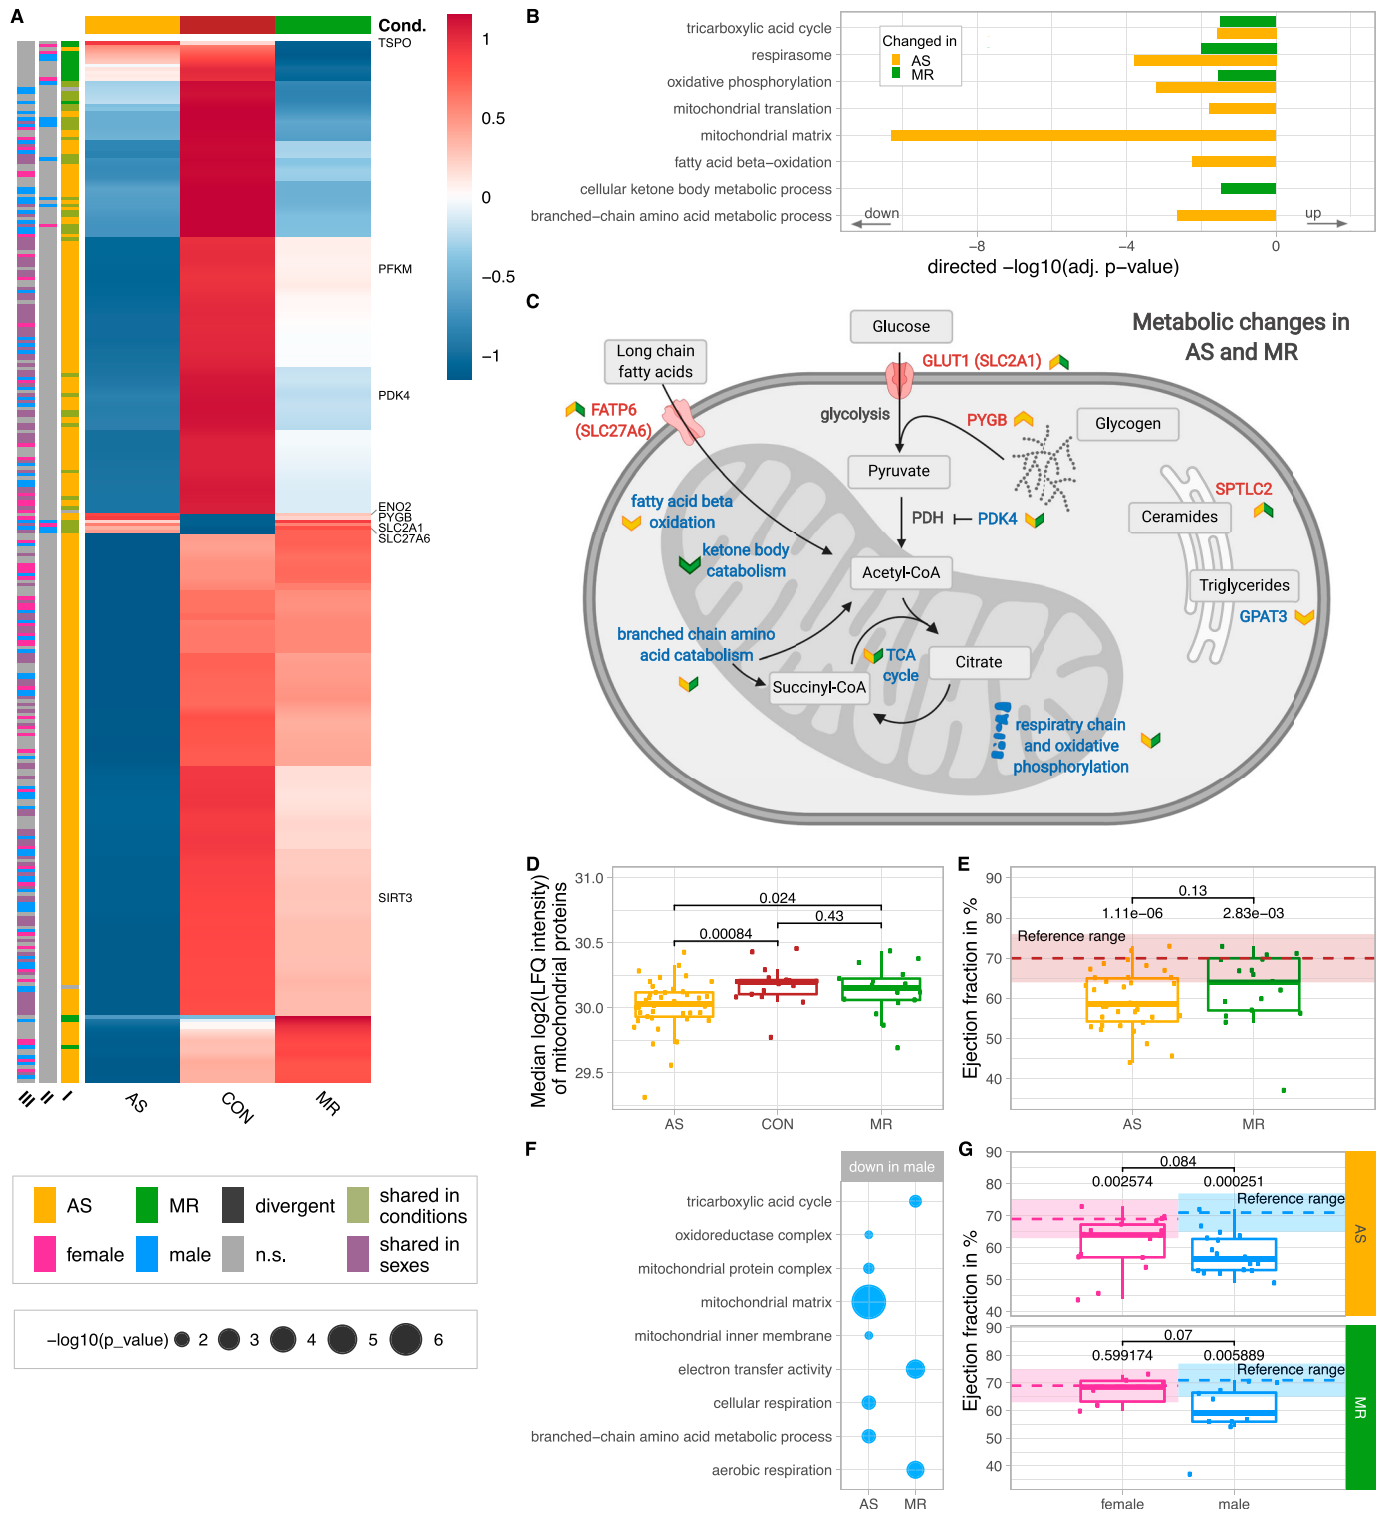 A
Cond.
TSPO
PFKM
PDK4
ENO2
PYGB
SLC2A1
SLC27A6
SIRT3
1
0.5
0
−0.5
−1
III
II
I
AS
CON
MR
AS
MR
divergent
shared in
conditions
female
male
n.s.
shared in
sexes
−log10(p_value)
2
3
4
5
6
B
tricarboxylic acid cycle
respirasome
oxidative phosphorylation
mitochondrial translation
mitochondrial matrix
fatty acid beta−oxidation
cellular ketone body metabolic process
branched−chain amino acid metabolic process
Changed in
AS
MR
down
up
−8
−4
0
directed −log10(adj. p−value)
C
Metabolic changes in
AS and MR
Glucose
Long chain
fatty acids
GLUT1 (SLC2A1)
FATP6
(SLC27A6)
glycolysis
PYGB
Glycogen
Pyruvate
SPTLC2
Ceramides
fatty acid beta
oxidation
PDH
PDK4
ketone body
catabolism
Acetyl-CoA
Triglycerides
GPAT3
branched chain amino
acid catabolism
TCA
cycle
Citrate
Succinyl-CoA
respiratry chain
and oxidative
phosphorylation
D
Median log2(LFQ intensity)
of mitochondrial proteins
31.0
30.5
30.0
29.5
0.024
0.43
0.00084
AS
CON
MR
E
Ejection fraction in %
90
80
70
60
50
40
0.13
1.11e−06
2.83e−03
Reference range
AS
MR
F
down in male
tricarboxylic acid cycle
oxidoreductase complex
mitochondrial protein complex
mitochondrial matrix
mitochondrial inner membrane
electron transfer activity
cellular respiration
branched−chain amino acid metabolic process
aerobic respiration
AS
MR
G
Ejection fraction in %
90
80
70
60
50
40
0.084
0.002574
0.000251
Reference range
AS
Ejection fraction in %
90
80
70
60
50
40
0.07
0.599174
0.005889
Reference range
MR
female
male